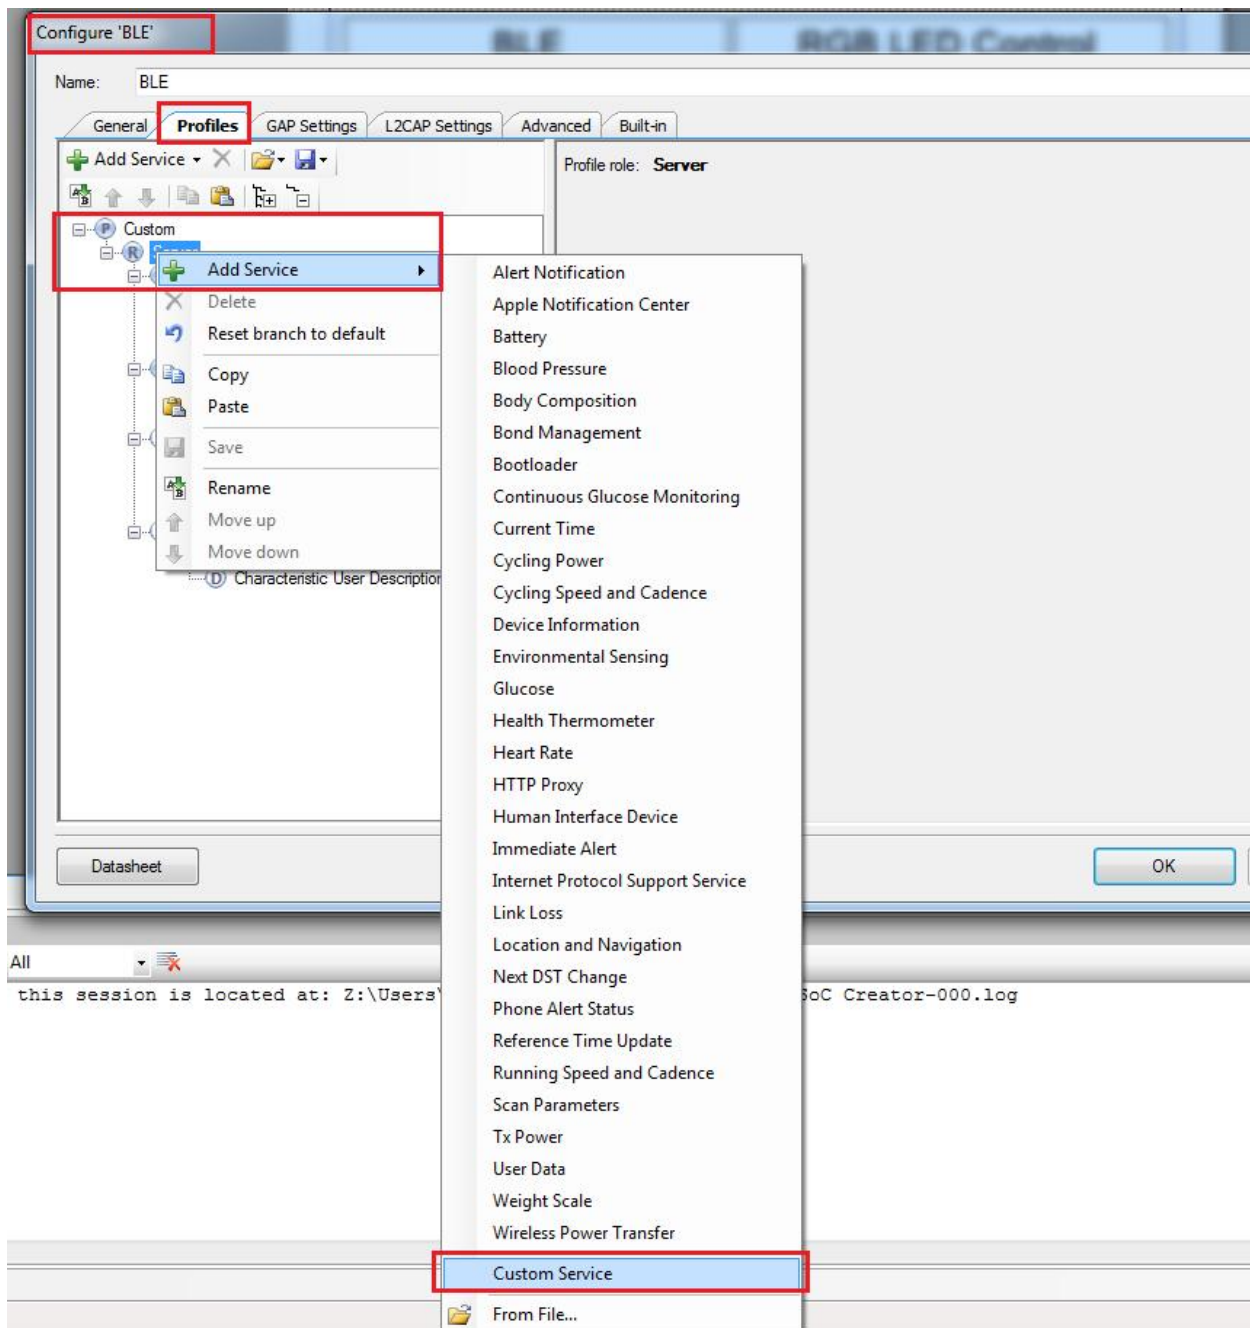 Configure 'BLE'
BLE RGB LED Control
Name: BLE
General Profiles GAP Settings L2CAP Settings Advanced Built-in
Add Service
Profile role: Server
P Custom
R
Add Service
Delete
Reset branch to default
Copy
Paste
Save
Rename
Move up
Move down
D Characteristic User Description
Alert Notification
Apple Notification Center
Battery
Blood Pressure
Body Composition
Bond Management
Bootloader
Continuous Glucose Monitoring
Current Time
Cycling Power
Cycling Speed and Cadence
Device Information
Environmental Sensing
Glucose
Health Thermometer
Heart Rate
HTTP Proxy
Human Interface Device
Immediate Alert
Internet Protocol Support Service
Link Loss
Location and Navigation
Next DST Change
Phone Alert Status
Reference Time Update
Running Speed and Cadence
Scan Parameters
Tx Power
User Data
Weight Scale
Wireless Power Transfer
Custom Service
From File...
Datasheet
OK
All
this session is located at: Z:\Users\ SoC Creator-000.log